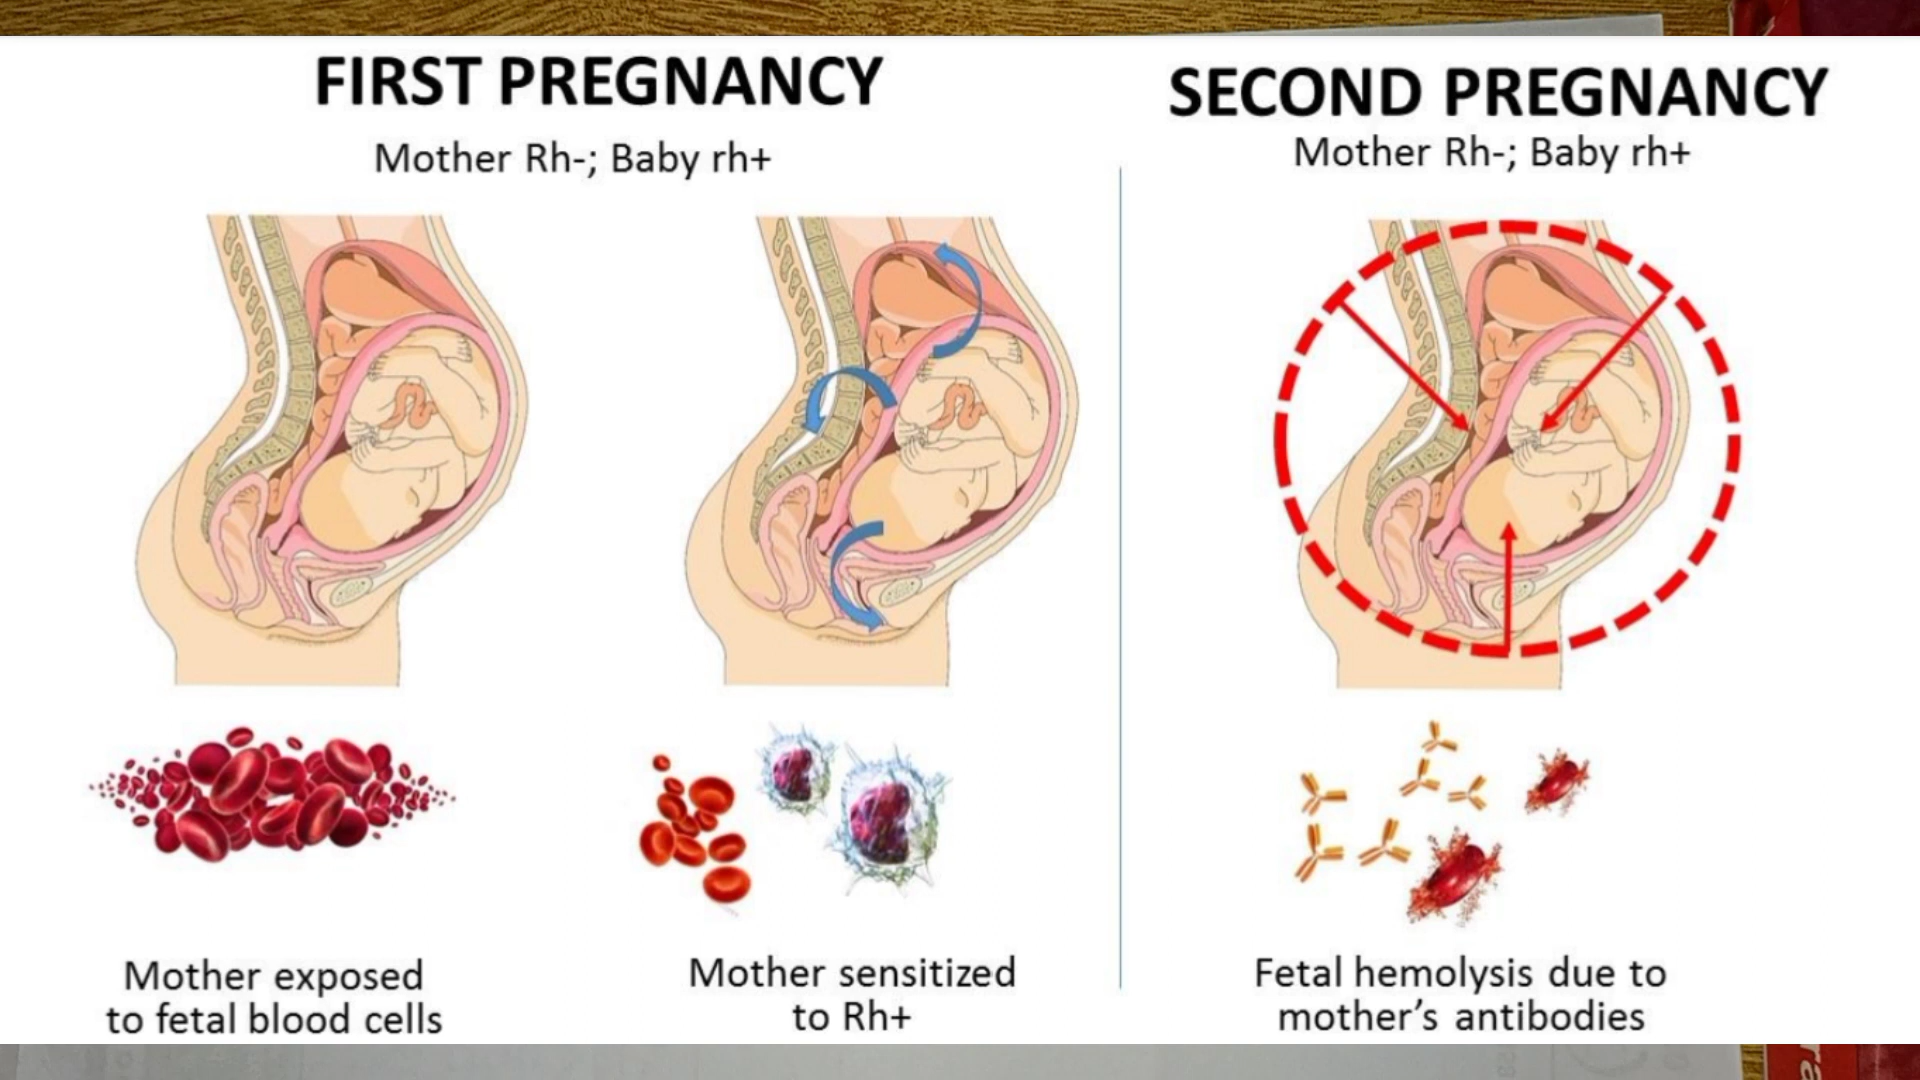 FIRST PREGNANCY
Mother Rh-; Baby rh+
Mother exposed
to fetal blood cells
Mother sensitized
to Rh+
SECOND PREGNANCY
Mother Rh-; Baby rh+
Fetal hemolysis due to
mother’s antibodies